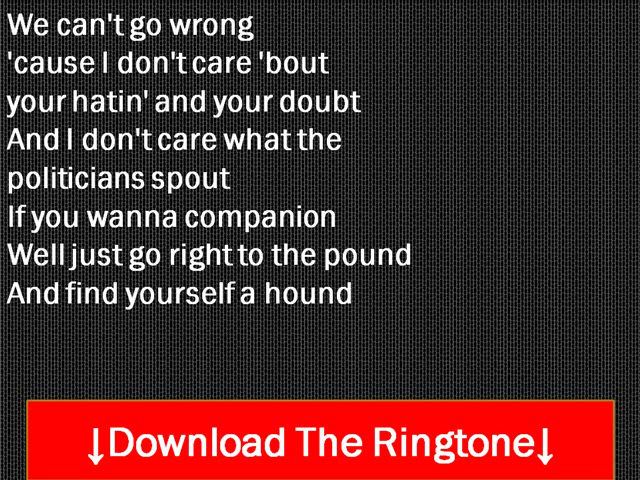 We can't go wrong
'cause I don't care 'bout
your hatin' and your doubt
And I don't care what the
politicians spout
If you wanna companion
Well just go right to the pound
And find yourself a hound
↓Download The Ringtone↓